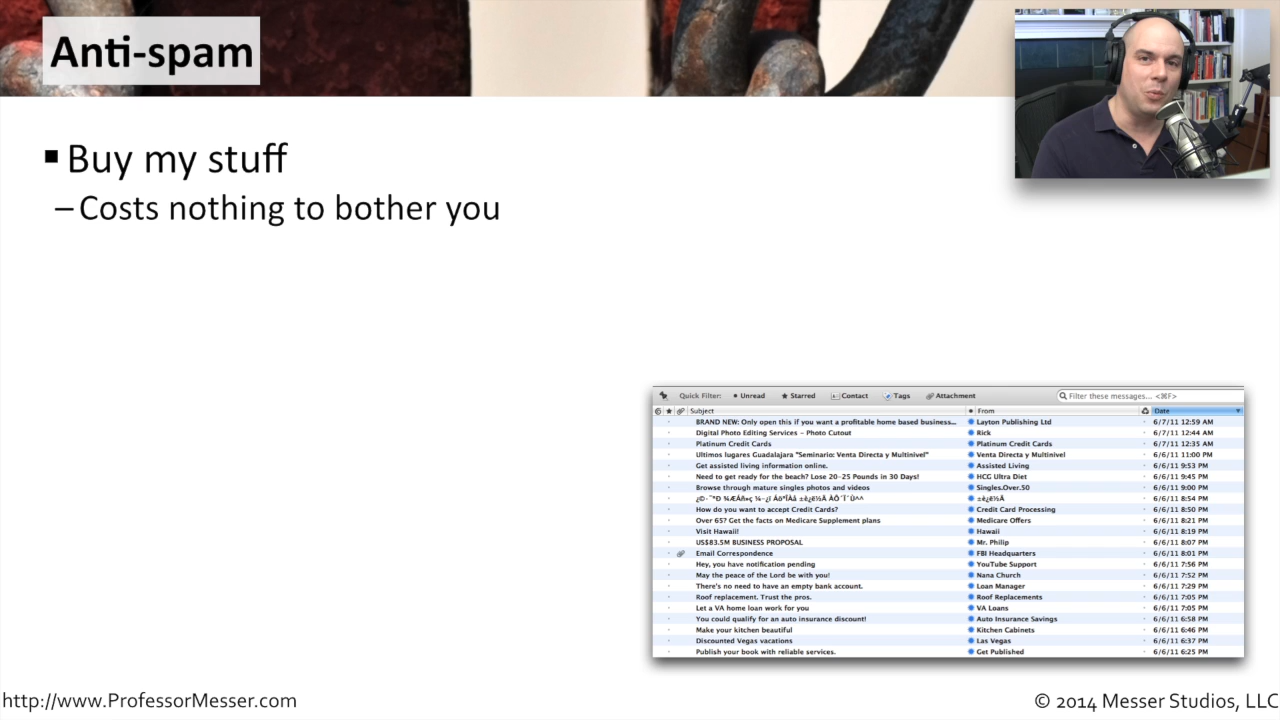 Anti-spam
Buy my stuff
– Costs nothing to bother you
Quick Filter: Unread Starred Contact Tags Attachment Filter these messages... <⌘F>
Subject From Date
BRAND NEW: Only open this if you want a profitable home based business... Layton Publishing Ltd 6/7/11 12:59 AM
Digital Photo Editing Services – Photo Cutout Rick 6/7/11 12:44 AM
Platinum Credit Cards Platinum Credit Cards 6/7/11 12:35 AM
Ultimos lugares Guadalajara "Seminario: Venta Directa y Multinivel" Venta Directa y Multinivel 6/6/11 11:00 PM
Get assisted living information online. Assisted Living 6/6/11 9:53 PM
Need to get ready for the beach? Lose 20-25 Pounds in 30 Days! HCG Ultra Diet 6/6/11 9:45 PM
Browse through mature singles photos and videos Singles.Over.50 6/6/11 9:00 PM
6/6/11 8:54 PM
How do you want to accept Credit Cards? Credit Card Processing 6/6/11 8:50 PM
Over 65? Get the facts on Medicare Supplement plans Medicare Offers 6/6/11 8:21 PM
Visit Hawaii! Hawaii 6/6/11 8:19 PM
US$83.5M BUSINESS PROPOSAL Mr. Philip 6/6/11 8:07 PM
Email Correspondence FBI Headquarters 6/6/11 8:01 PM
Hey, you have notification pending YouTube Support 6/6/11 7:56 PM
May the peace of the Lord be with you! Nana Church 6/6/11 7:52 PM
There's no need to have an empty bank account. Loan Manager 6/6/11 7:29 PM
Roof replacement. Trust the pros. Roof Replacements 6/6/11 7:05 PM
Let a VA home loan work for you VA Loans 6/6/11 7:05 PM
You could qualify for an auto insurance discount! Auto Insurance Savings 6/6/11 6:58 PM
Make your kitchen beautiful Kitchen Cabinets 6/6/11 6:46 PM
Discounted Vegas vacations Las Vegas 6/6/11 6:37 PM
Publish your book with reliable services. Get Published 6/6/11 6:25 PM
http://www.ProfessorMesser.com
© 2014 Messer Studios, LLC